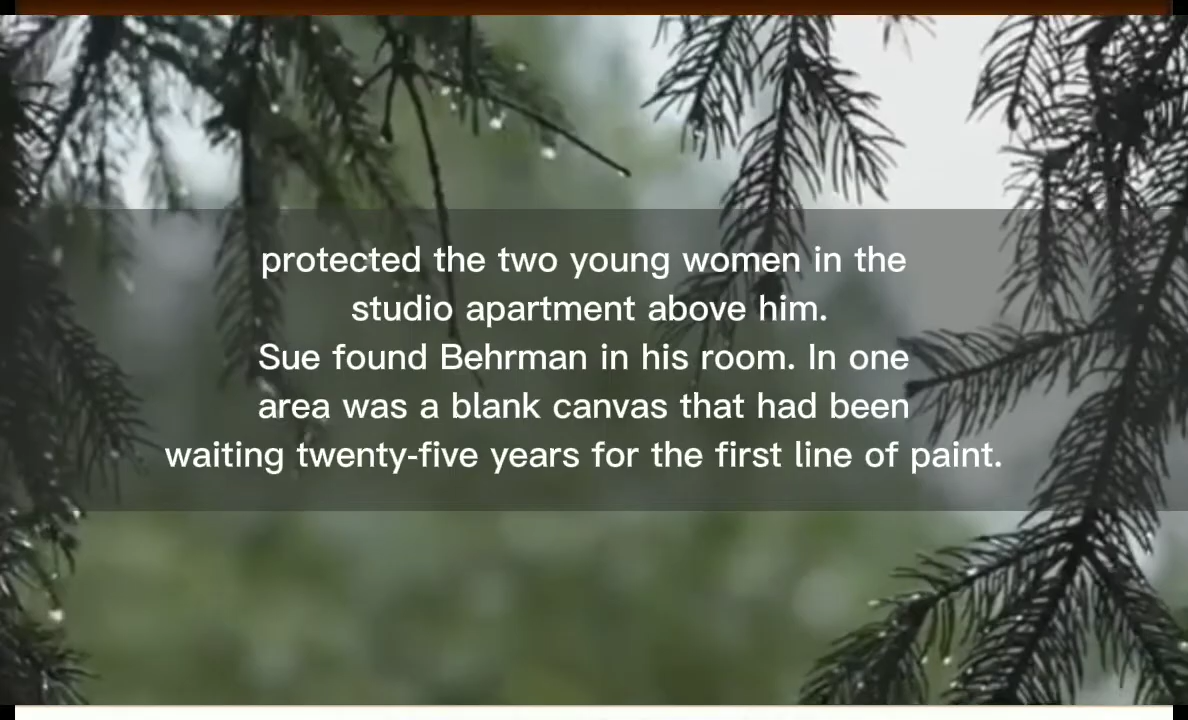 protected the two young women in the
studio apartment above him.
Sue found Behrman in his room. In one
area was a blank canvas that had been
waiting twenty-five years for the first line of paint.